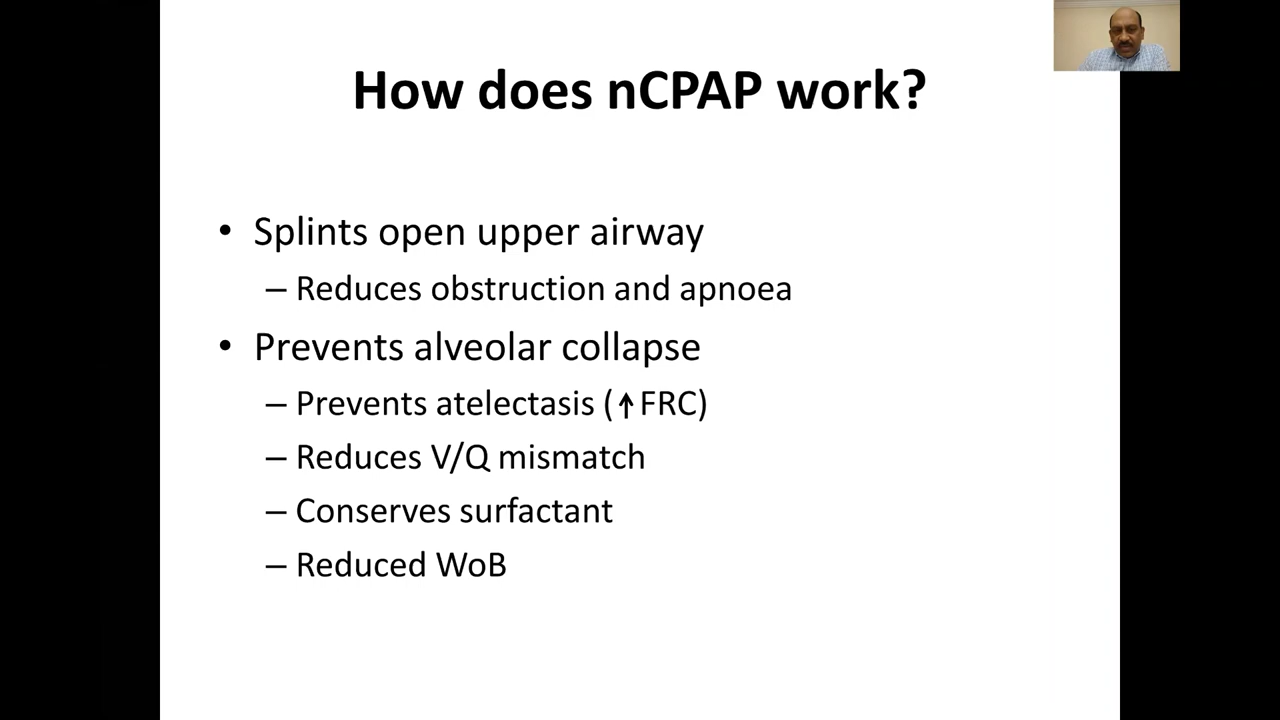 How does nCPAP work?
• Splints open upper airway
– Reduces obstruction and apnoea
• Prevents alveolar collapse
– Prevents atelectasis (↑FRC)
– Reduces V/Q mismatch
– Conserves surfactant
– Reduced WoB